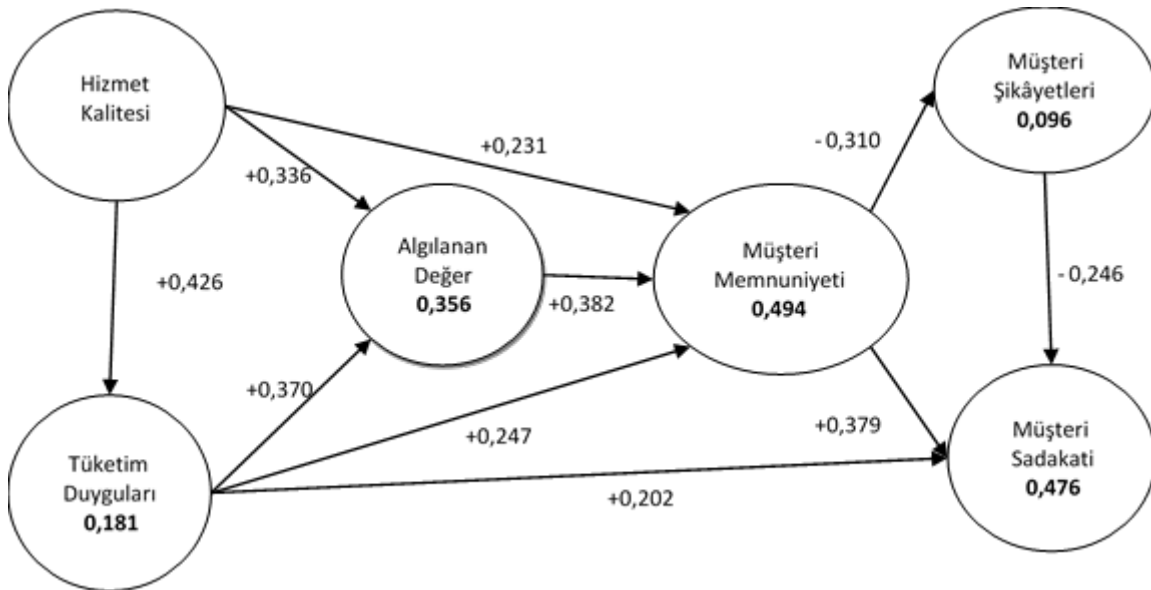 Hizmet
Kalitesi
Müşteri
Şikâyetleri
0,096
+0,231
- 0,310
+0,336
Algılanan
Değer
0,356
Müşteri
Memnuniyeti
0,494
+0,426
+0,382
- 0,246
+0,370
+0,247
+0,379
Tüketim
Duyguları
0,181
Müşteri
Sadakati
0,476
+0,202